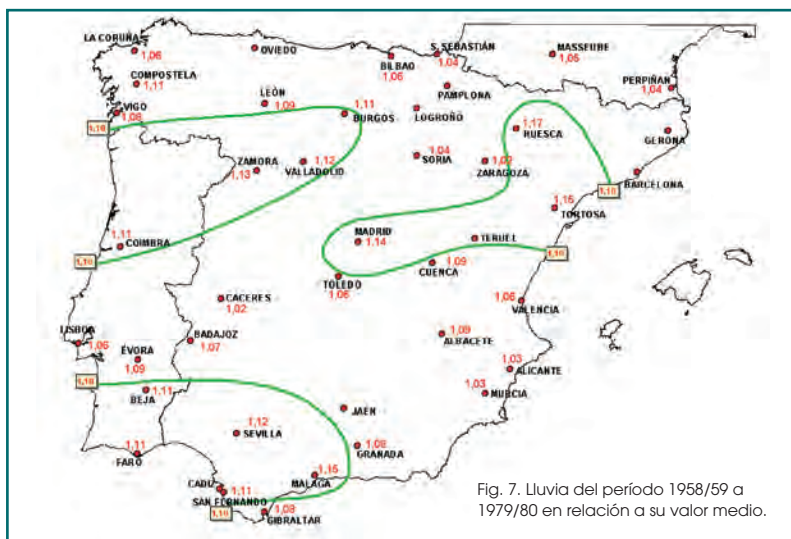 LA CORUÑA
1,06
OVIEDO
BILBAO
1,06
S. SEBASTIÁN
1,04
MASSEUBE
1,05
COMPOSTELA
1,11
LEÓN
1,09
PAMPLONA
PERPIÑAN
1,04
VIGO
1,08
1,10
1,11
BURGOS
LOGROÑO
1,17
HUESCA
GERONA
ZAMORA
1,13
1,12
VALLADOLID
1,04
SORIA
ZARAGOZA
BARCELONA
1,10
1,15
TORTOSA
1,11
COIMBRA
1,10
MADRID
1,14
TERUEL
1,10
CUENCA
1,09
TOLEDO
1,06
CACERES
1,02
1,06
VALENCIA
LISBOA
1,06
BADAJOZ
1,07
1,09
ALBACETE
ÉVORA
1,09
1,10
1,11
BEJA
1,03
ALICANTE
1,03
MURCIA
JAÉN
1,12
SEVILLA
1,08
GRANADA
1,11
FARO
1,15
MALAGA
CADIZ
1,11
SAN FERNANDO
1,10
1,08
GIBRALTAR
Fig. 7. Lluvia del período 1958/59 a
1979/80 en relación a su valor medio.